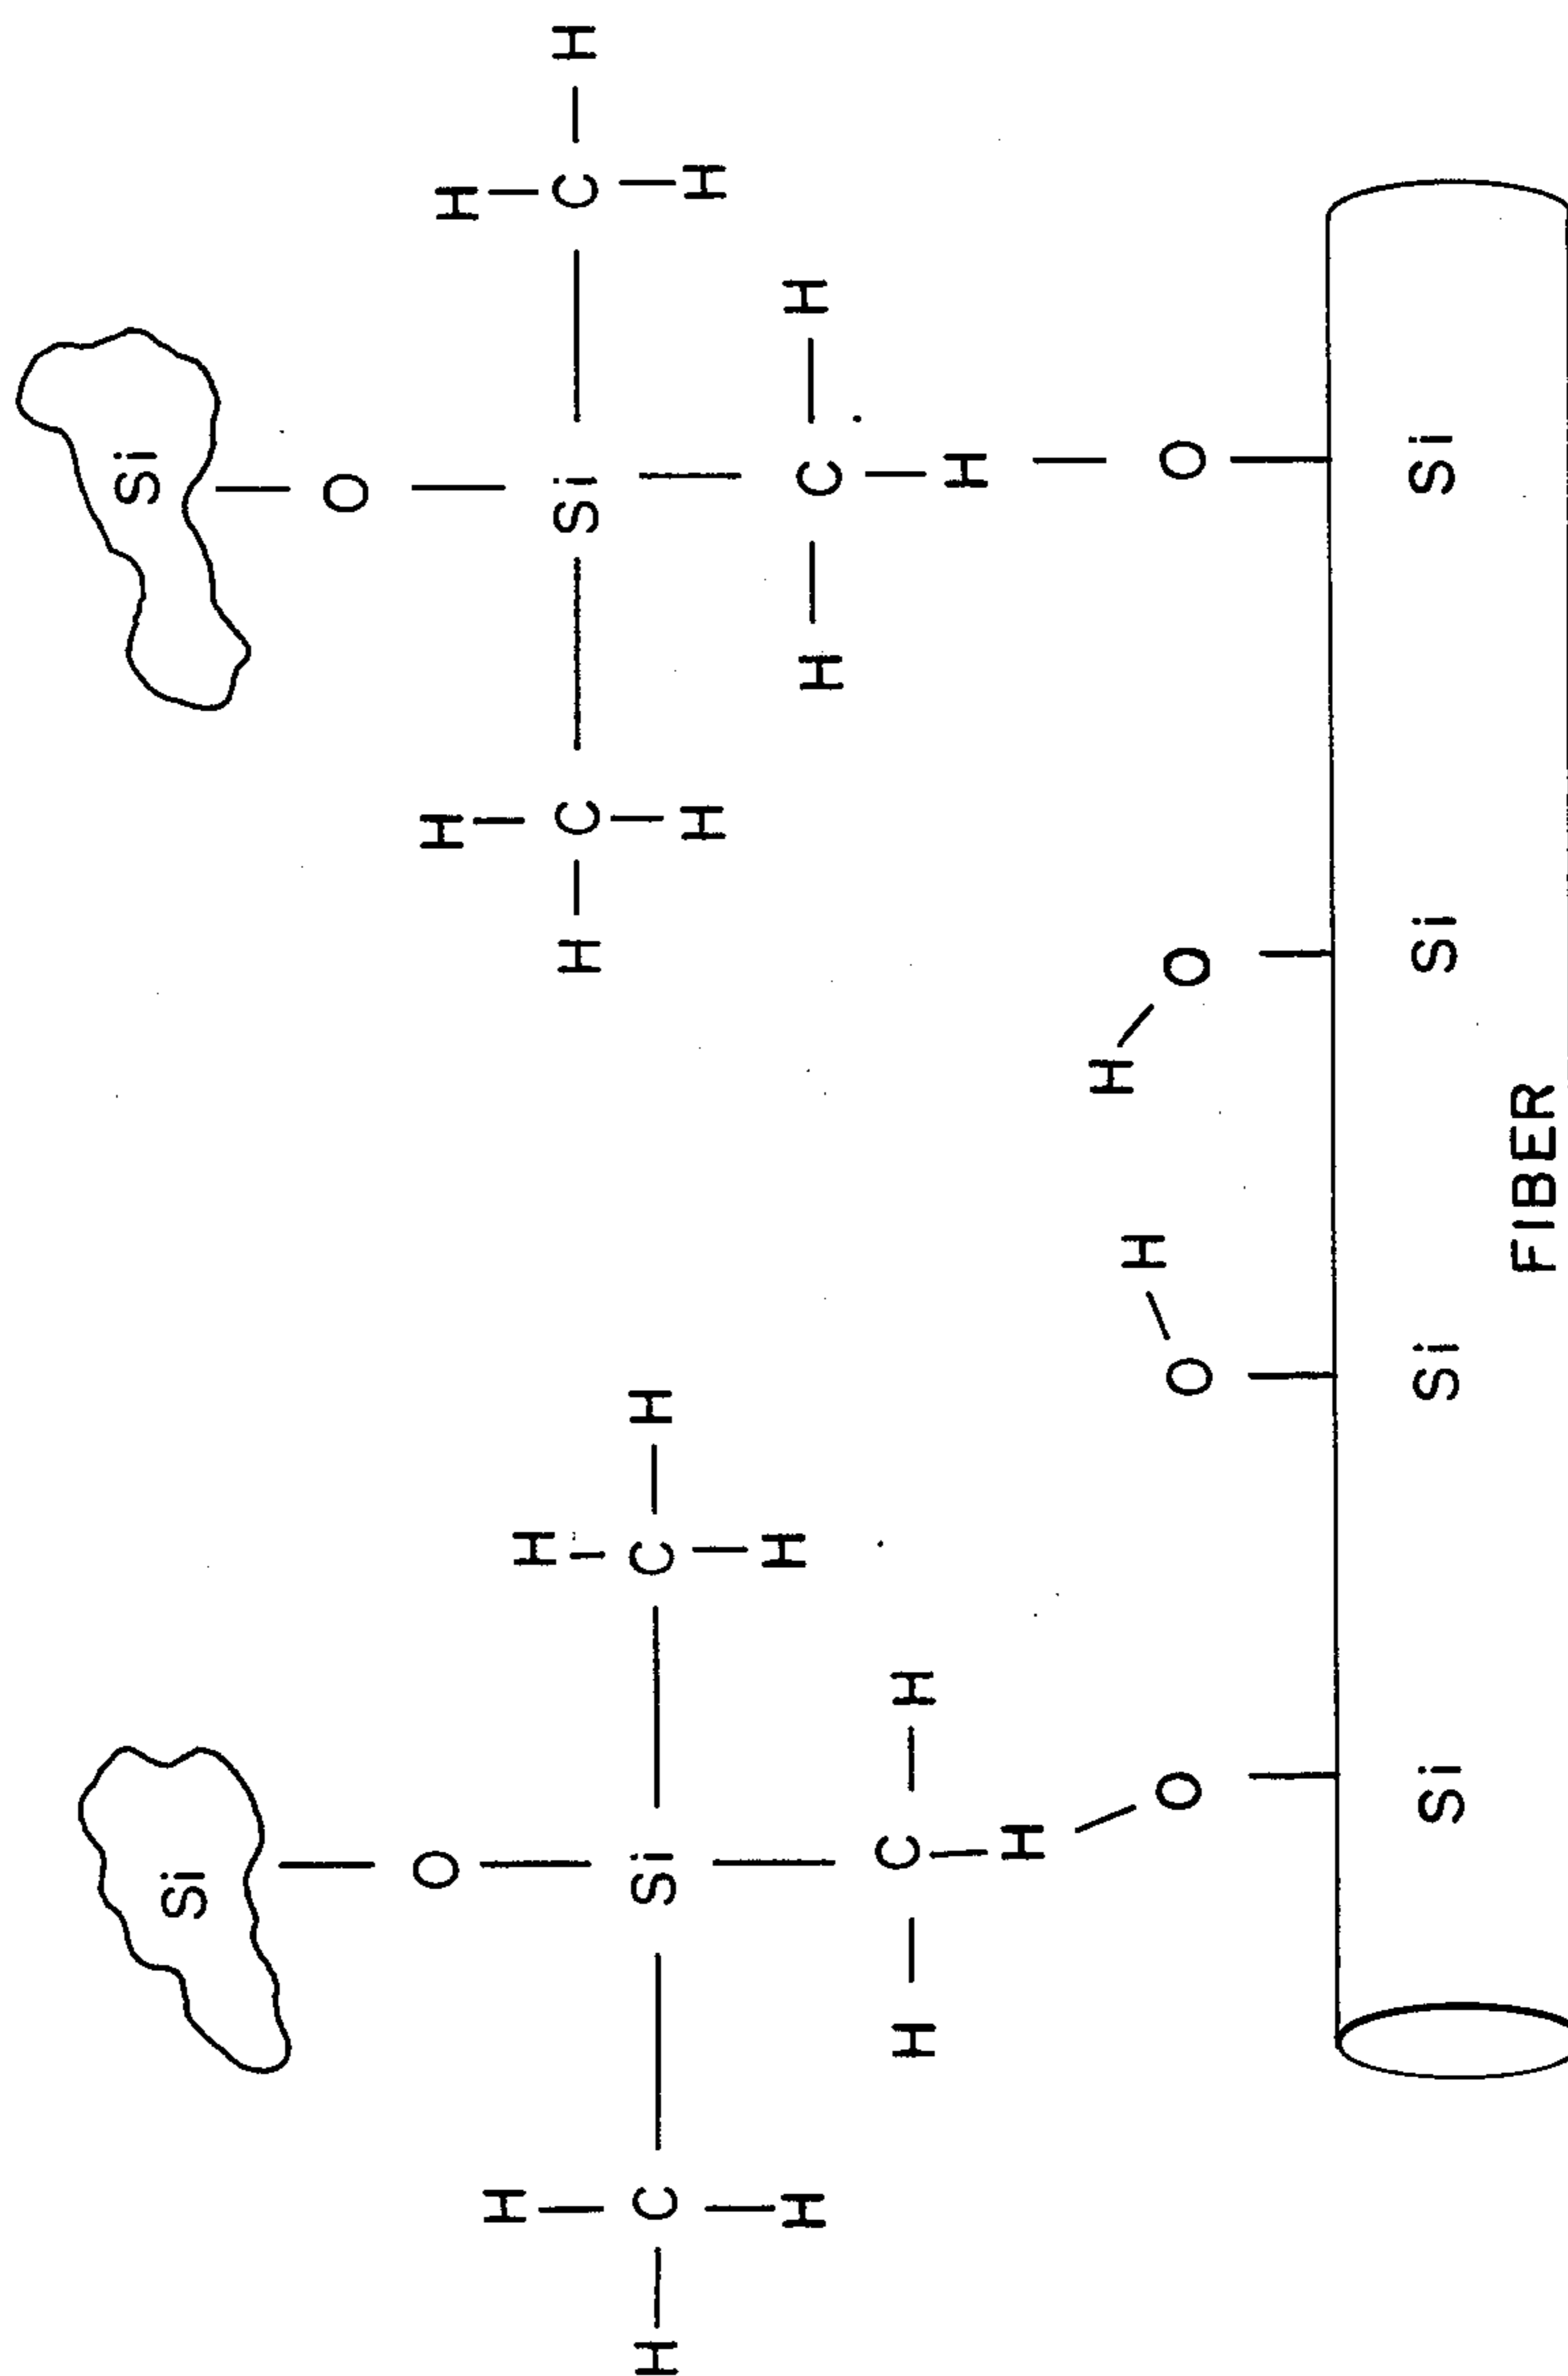 Si Si
O O
H H H H
H C Si C H H C Si C H
H H H H
H C H H C H
H H
H H
O O O O
Si Si Si Si
FIBER